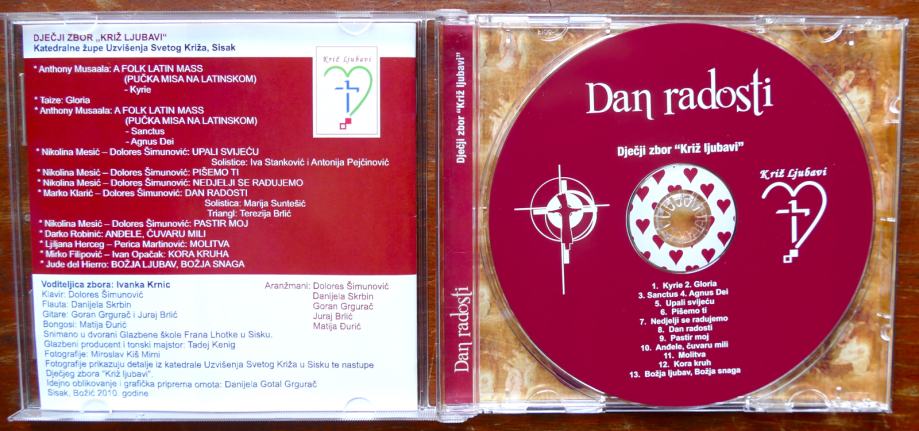 DJEČJI ZBOR „KRIŽ LJUBAVI“
Katedralne župe Uzvišenja Svetog Križa, Sisak
Križ Ljubavi
* Anthony Musaala: A FOLK LATIN MASS
(PUČKA MISA NA LATINSKOM)
- Kyrie
* Taize: Gloria
* Anthony Musaala: A FOLK LATIN MASS
(PUČKA MISA NA LATINSKOM)
- Sanctus
- Agnus Dei
* Nikolina Mesić – Dolores Šimunović: UPALI SVIJEĆU
Solistice: Iva Stanković i Antonija Pejčinović
* Nikolina Mesić – Dolores Šimunović: PIŠEMO TI
* Nikolina Mesić – Dolores Šimunović: NEDJELJI SE RADUJEMO
* Marko Klarić – Dolores Šimunović: DAN RADOSTI
Solistica: Marija Suntešić
Triangl: Terezija Brlić
* Nikolina Mesić – Dolores Šimunović: PASTIR MOJ
* Darko Robinić: ANĐELE, ČUVARU MILI
* Ljiljana Herceg – Perica Martinović: MOLITVA
* Mirko Filipović – Ivan Opačak: KORA KRUHA
* Jude del Hierro: BOŽJA LJUBAV, BOŽJA SNAGA
Voditeljica zbora: Ivanka Krnic
Klavir: Dolores Šimunović
Flauta: Danijela Skrbin
Gitare: Goran Grgurač i Juraj Brlić
Bongosi: Matija Đurić
Aranžmani: Dolores Šimunović
Danijela Skrbin
Goran Grgurač
Juraj Brlić
Matija Đurić
Snimano u dvorani Glazbene škole Frana Lhotke u Sisku.
Glazbeni producent i tonski majstor: Tadej Kenig
Fotografije: Miroslav Kiš Mimi
Fotografije prikazuju detalje iz katedrale Uzvišenja Svetog Križa u Sisku te nastupe
Dječjeg zbora "Križ ljubavi".
Idejno oblikovanje i grafička priprema omota: Danijela Gotal Grgurač
Sisak, Božić 2010. godine
Dan radosti
Dječji zbor "Križ ljubavi"
Dan radosti
Dječji zbor "Križ ljubavi"
Križ Ljubavi
1. Kyrie 2. Gloria
3. Sanctus 4. Agnus Dei
5. Upali svijeću
6. Pišemo ti
7. Nedjelji se radujemo
8. Dan radosti
9. Pastir moj
10. Anđele, čuvaru mili
11. Molitva
12. Kora kruh
13. Božja ljubav, Božja snaga